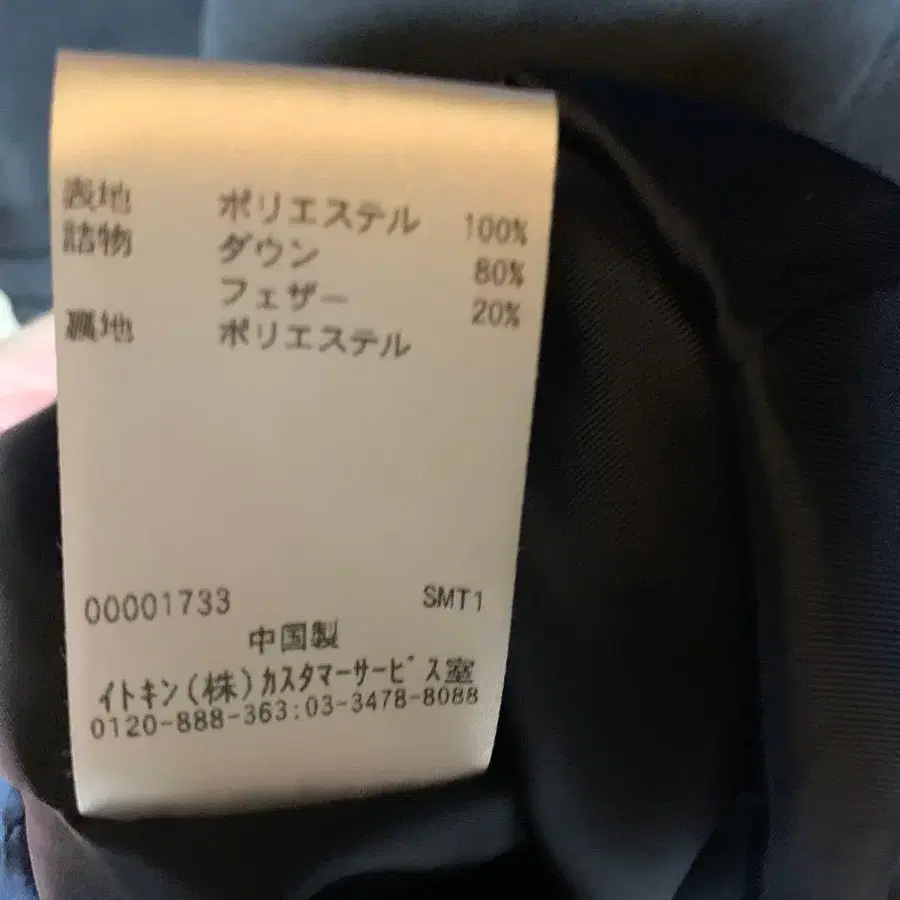 表地 ポリエステル 100%
詰物 ダウン 80%
フェザー 20%
裏地 ポリエステル
00001733 SMT1
中国製
イトキン(株)カスタマーサービス室
0120-888-363:03-3478-8088